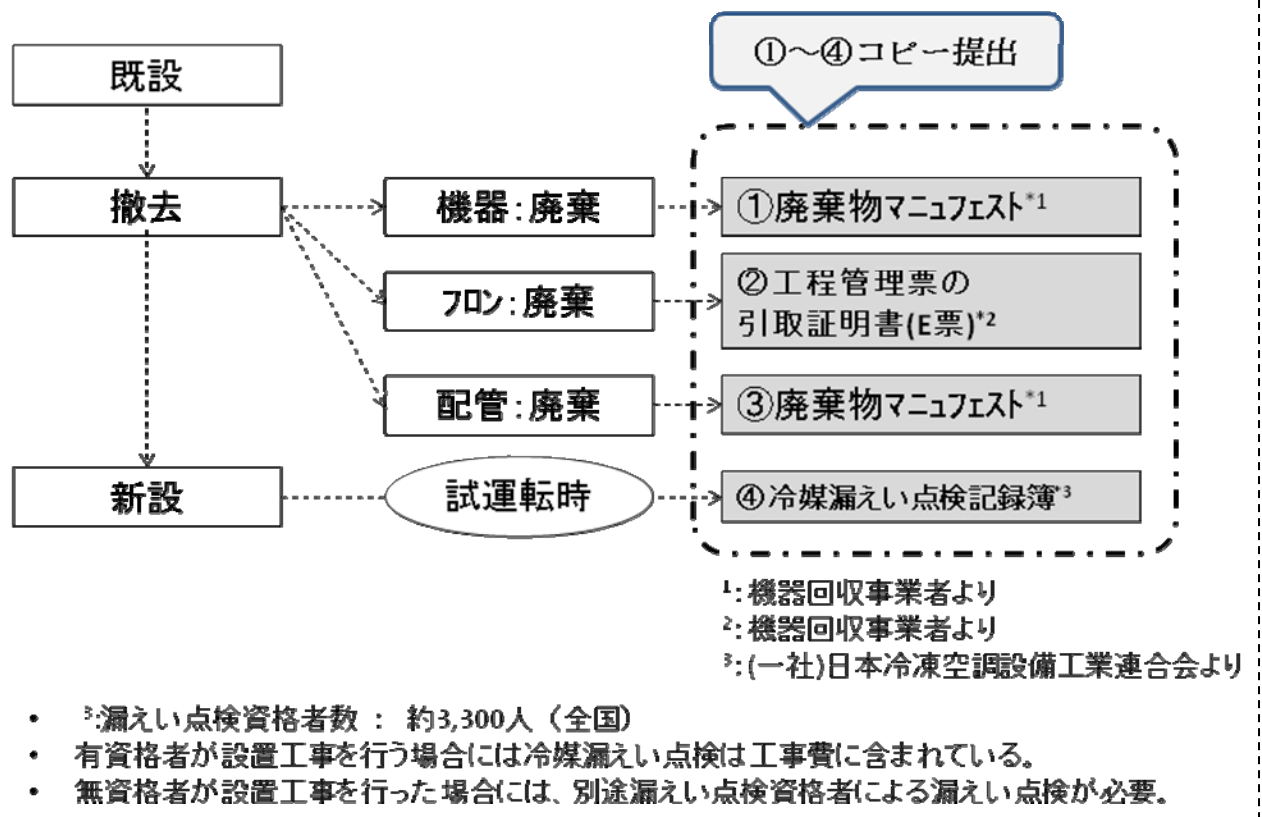 ①～④コピー提出
既設
撤去
機器：廃棄
①廃棄物マニュフェスト*1
フロン：廃棄
②工程管理票の
引取証明書(E票)*2
配管：廃棄
③廃棄物マニュフェスト*1
新設
試運転時
④冷媒漏えい点検記録簿*3
1:機器回収事業者より
2:機器回収事業者より
3:(一社)日本冷凍空調設備工業連合会より
• 3:漏えい点検資格者数 ： 約3,300人（全国）
• 有資格者が設置工事を行う場合には冷媒漏えい点検は工事費に含まれている。
• 無資格者が設置工事を行った場合には、別途漏えい点検資格者による漏えい点検が必要。